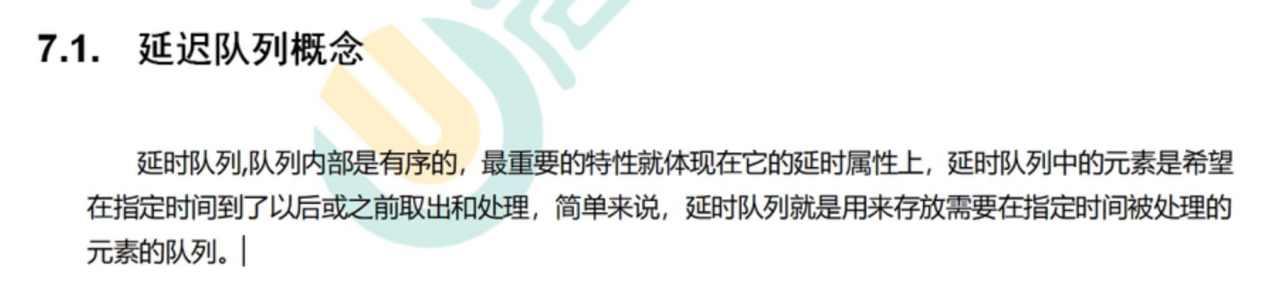 7.1. 延迟队列概念
延时队列,队列内部是有序的，最重要的特性就体现在它的延时属性上，延时队列中的元素是希望
在指定时间到了以后或之前取出和处理，简单来说，延时队列就是用来存放需要在指定时间被处理的
元素的队列。